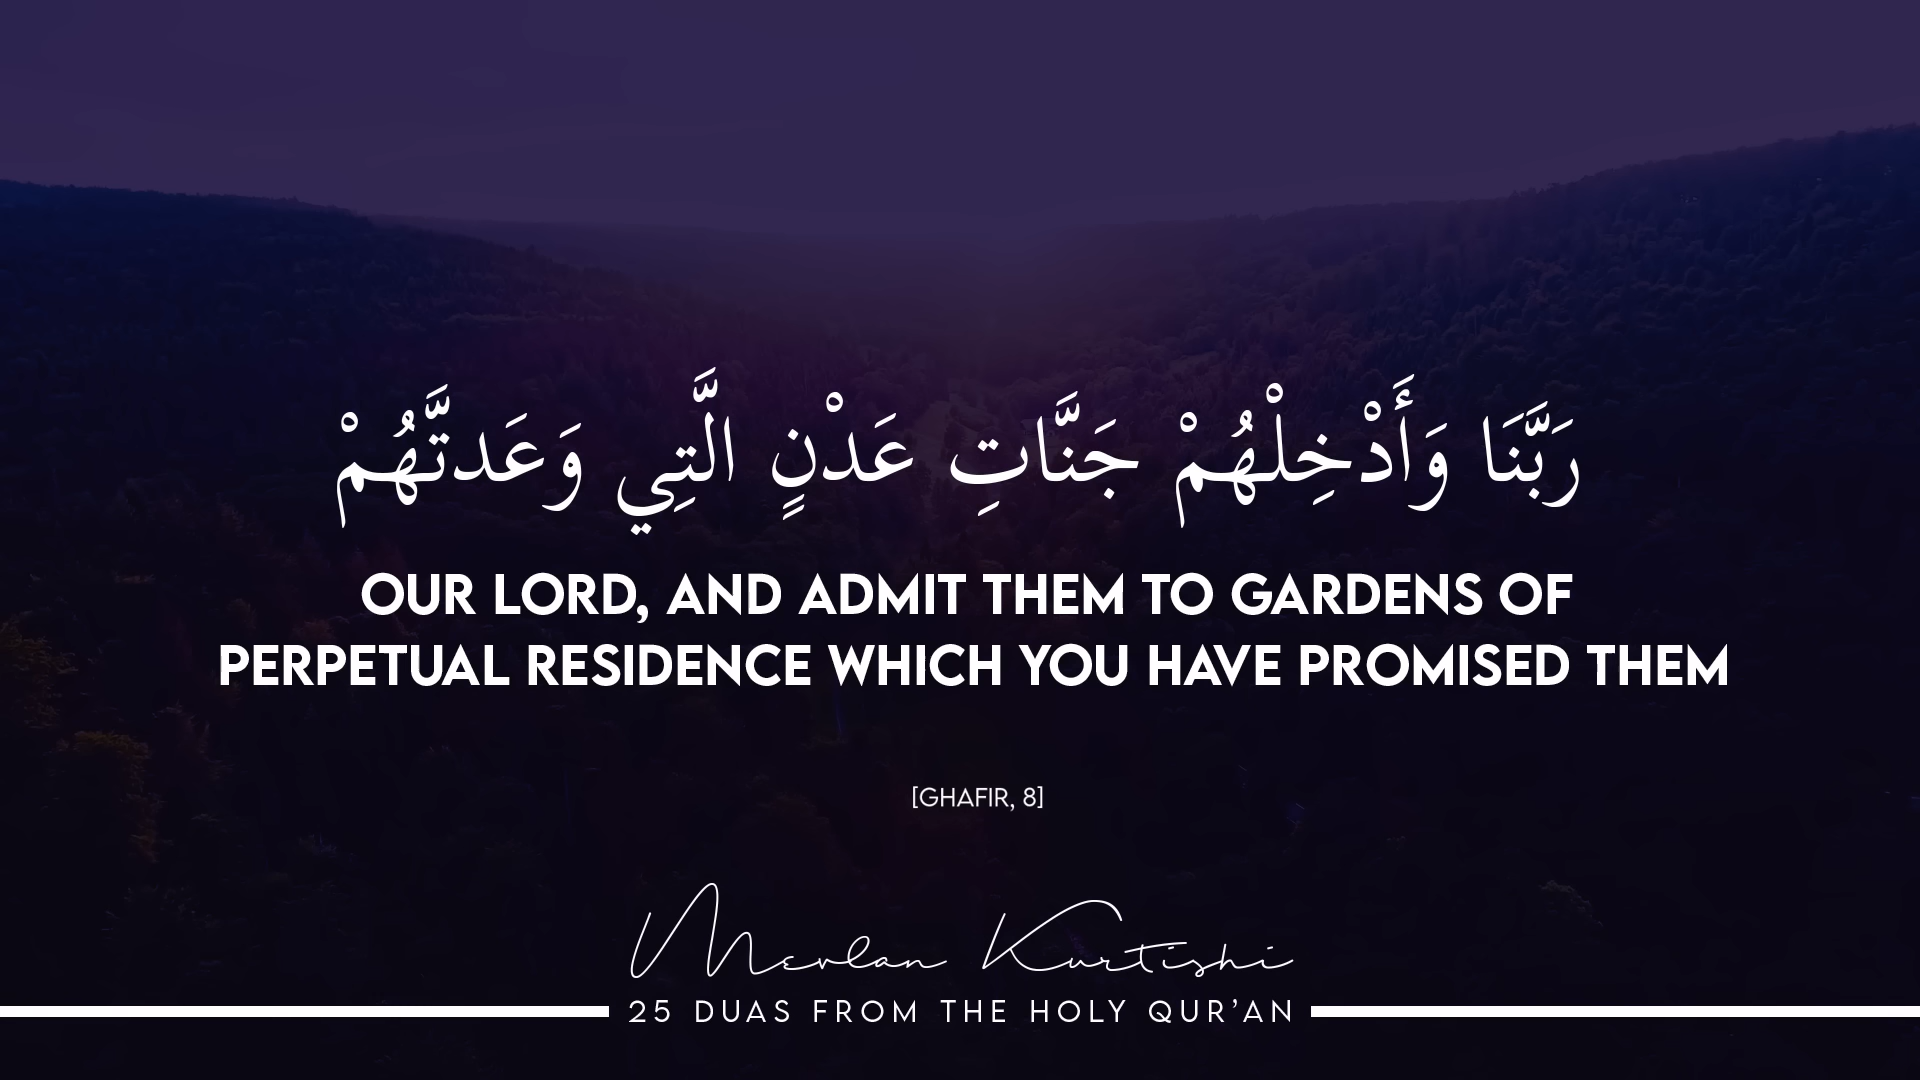 رَبَّنَا وَأَدْخِلْهُمْ جَنَّاتِ عَدْنٍ الَّتِي وَعَدتَّهُمْ
OUR LORD, AND ADMIT THEM TO GARDENS OF
PERPETUAL RESIDENCE WHICH YOU HAVE PROMISED THEM
[GHAFIR, 8]
Mevlan Kurtishi
25 DUAS FROM THE HOLY QUR’AN